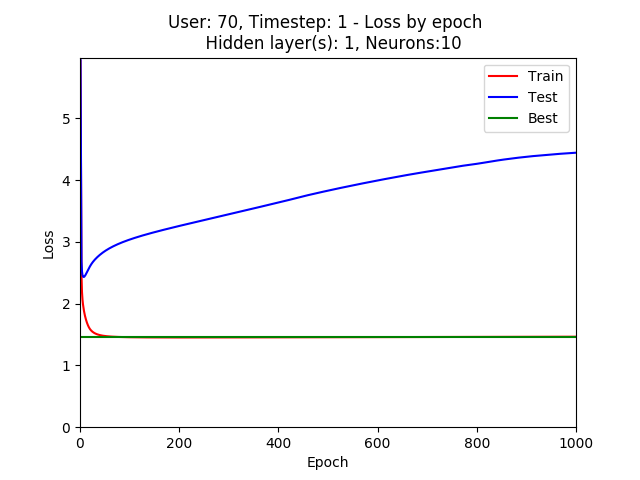 User: 70, Timestep: 1 - Loss by epoch
Hidden layer(s): 1, Neurons:10
Train
Test
Best
5
4
3
2
1
0
Loss
0 200 400 600 800 1000
Epoch